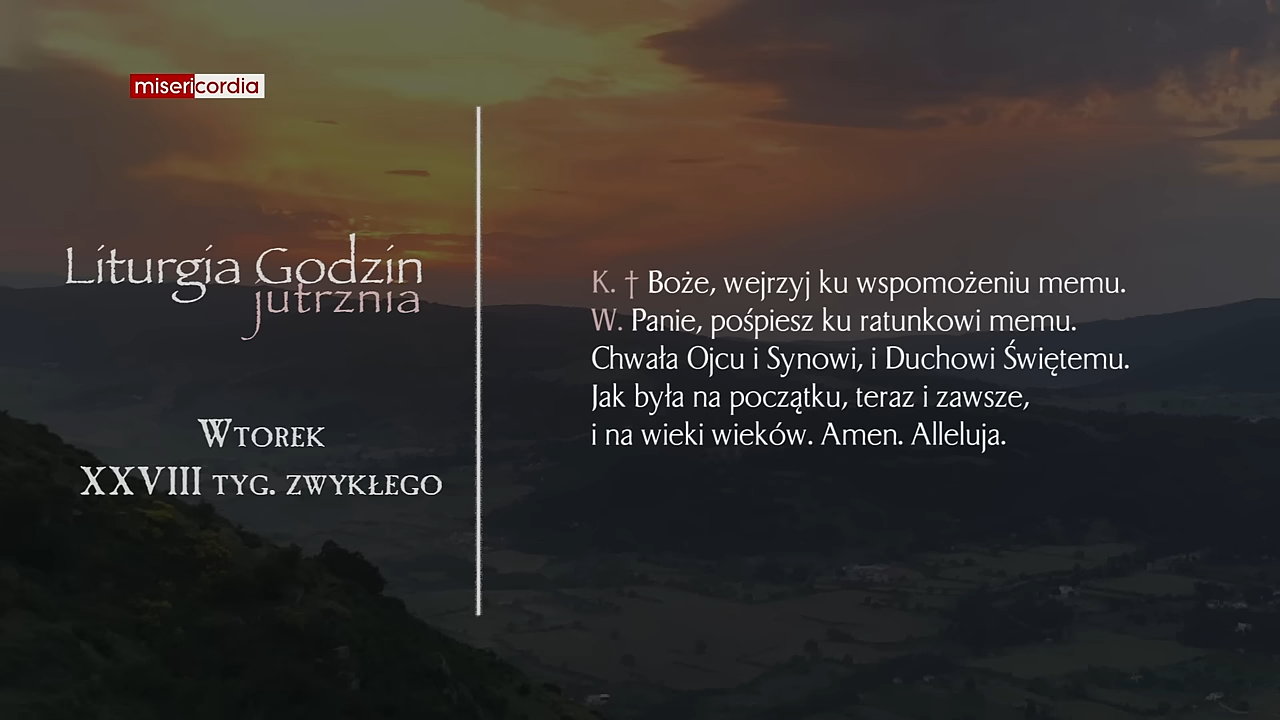 misericordia
Liturgia Godzin
jutrznia
Wtorek
XXVIII tyg. zwykłego
K. † Boże, wejrzyj ku wspomożeniu memu.
W. Panie, pośpiesz ku ratunkowi memu.
Chwała Ojcu i Synowi, i Duchowi Świętemu.
Jak była na początku, teraz i zawsze,
i na wieki wieków. Amen. Alleluja.